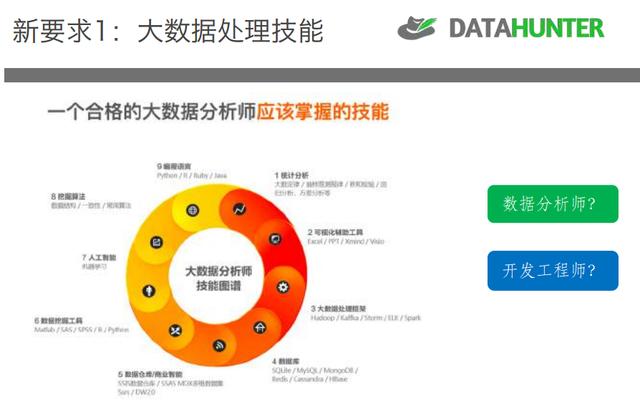 新要求1：大数据处理技能
DATAHUNTER
一个合格的大数据分析师应该掌握的技能
9 编程语言
Python / R / Ruby / Java
1 统计分析
大数定律 / 抽样推测规律 / 秩和检验 / 回
归分析、方差分析等
8 挖掘算法
数据结构 / 一致性 / 常用算法
2 可视化辅助工具
Excel / PPT / Xmind / Visio
7 人工智能
机器学习
大数据分析师
技能图谱
3 大数据处理框架
Hadoop / Kaffka / Storm / ELK / Spark
6 数据挖掘工具
Matlab / SAS / SPSS / R / Python
4 数据库
SQLite / MySQL / MongoDB /
Redis / Cassandra / HBase
5 数据仓库/商业智能
SSIS数据仓库 / SSAS MDX多维数据集
/ DW2.0
数据分析师?
开发工程师?